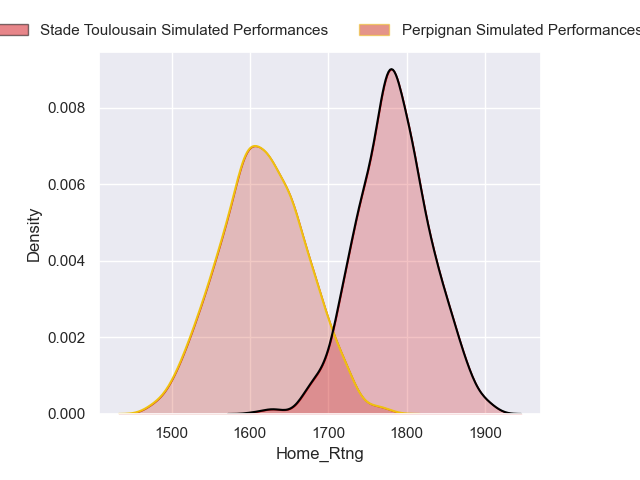 Stade Toulousain Simulated Performances Perpignan Simulated Performances
0.008
0.006
0.004
0.002
0.000
Density
1500 1600 1700 1800 1900
Home_Rtng